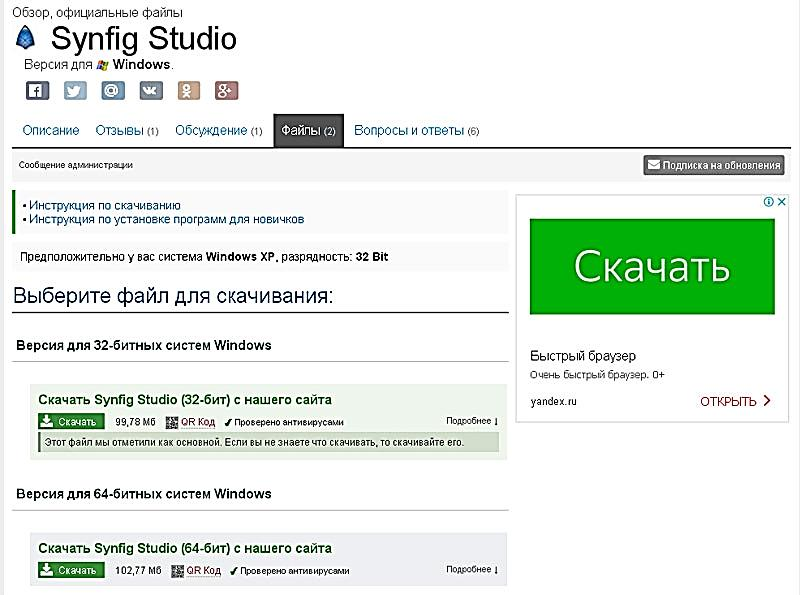 Обзор, официальные файлы
Synfig Studio
Версия для Windows.
Описание Отзывы (1) Обсуждение (1) Файлы (2) Вопросы и ответы (6)
Сообщение администрации
Подписка на обновления
• Инструкция по скачиванию
• Инструкция по установке программ для новичков
Предположительно у вас система Windows XP, разрядность: 32 Bit
Выберите файл для скачивания:
Версия для 32-битных систем Windows
Скачать Synfig Studio (32-бит) с нашего сайта
Скачать 99,78 Мб QR Код ✔ Проверено антивирусами Подробнее ↓
Этот файл мы отметили как основной. Если вы не знаете что скачивать, то скачивайте его.
Версия для 64-битных систем Windows
Скачать Synfig Studio (64-бит) с нашего сайта
Скачать 102,77 Мб QR Код ✔ Проверено антивирусами Подробнее ↓
Скачать
Быстрый браузер
Очень быстрый браузер. 0+
yandex.ru ОТКРЫТЬ